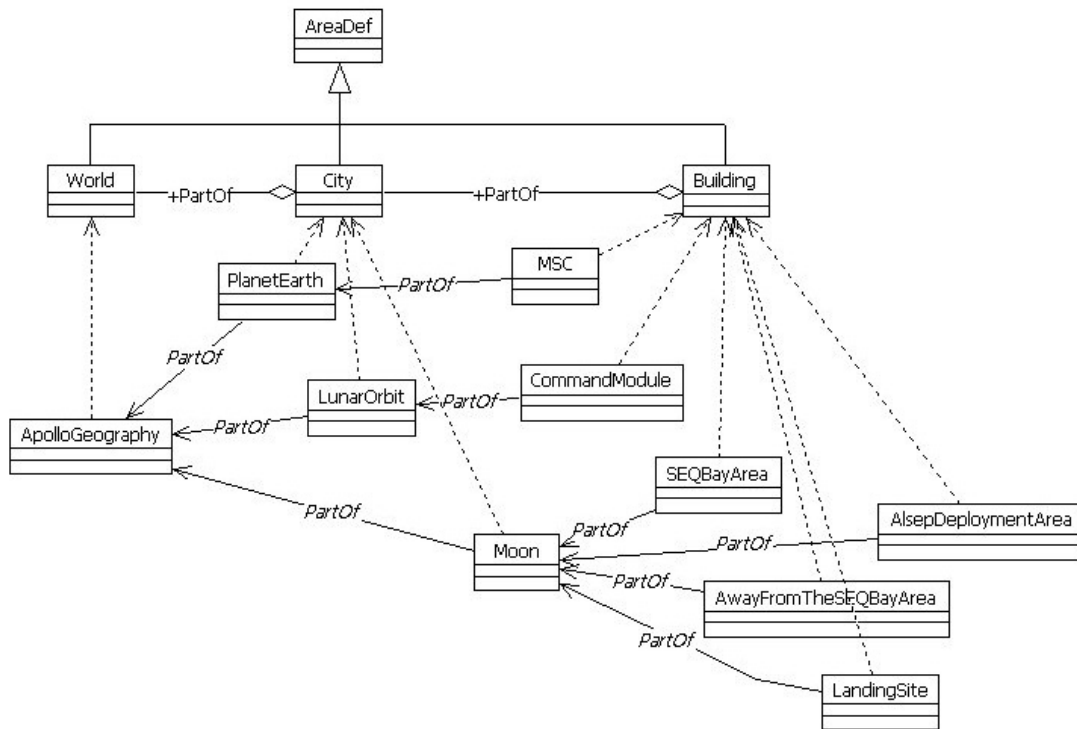 AreaDef
World
+PartOf
City
+PartOf
Building
PlanetEarth
PartOf
MSC
PartOf
LunarOrbit
PartOf
CommandModule
ApolloGeography
PartOf
SEQBayArea
PartOf
PartOf
AlsepDeploymentArea
PartOf
Moon
PartOf
AwayFromTheSEQBayArea
PartOf
LandingSite